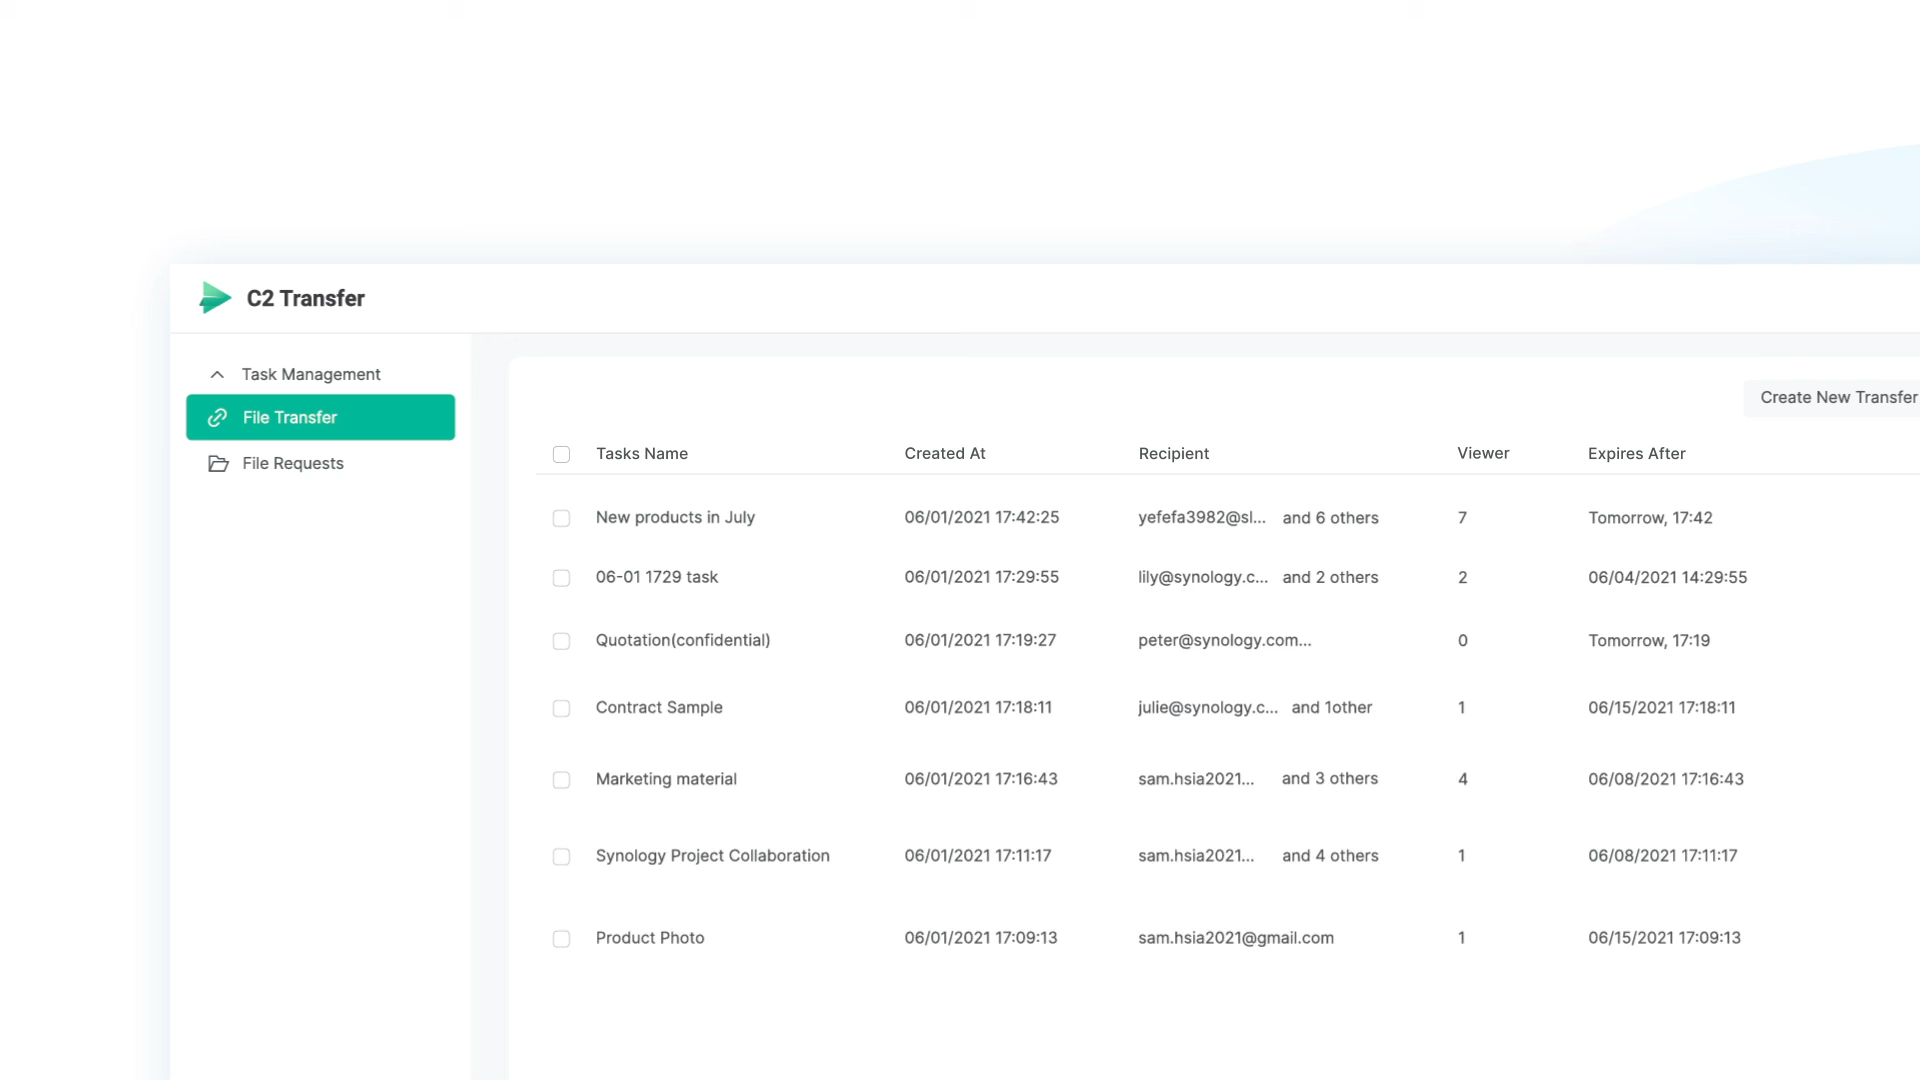 C2 Transfer
Task Management
File Transfer
File Requests
Create New Transfer
Tasks Name Created At Recipient Viewer Expires After
New products in July 06/01/2021 17:42:25 yefefa3982@sl... and 6 others 7 Tomorrow, 17:42
06-01 1729 task 06/01/2021 17:29:55 lily@synology.c... and 2 others 2 06/04/2021 14:29:55
Quotation(confidential) 06/01/2021 17:19:27 peter@synology.com... 0 Tomorrow, 17:19
Contract Sample 06/01/2021 17:18:11 julie@synology.c... and 1other 1 06/15/2021 17:18:11
Marketing material 06/01/2021 17:16:43 sam.hsia2021... and 3 others 4 06/08/2021 17:16:43
Synology Project Collaboration 06/01/2021 17:11:17 sam.hsia2021... and 4 others 1 06/08/2021 17:11:17
Product Photo 06/01/2021 17:09:13 sam.hsia2021@gmail.com 1 06/15/2021 17:09:13